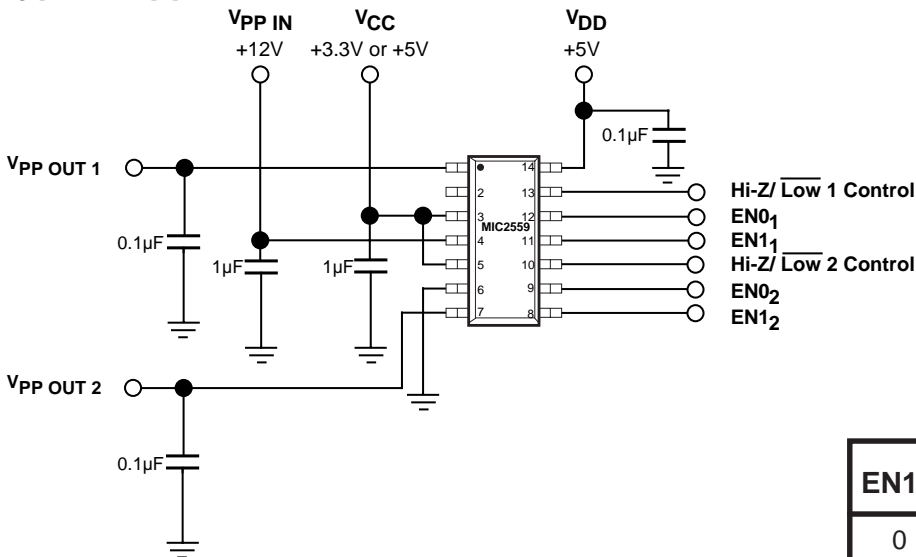 VPP IN VCC VDD
+12V +3.3V or +5V +5V
0.1µF
VPP OUT 1
14
2 13
3 12
MIC2559
4 11
5 10
6 9
7 8
Hi-Z/ Low 1 Control
EN01
EN11
Hi-Z/ Low 2 Control
EN02
EN12
0.1µF 1µF 1µF
VPP OUT 2
0.1µF
EN1
0